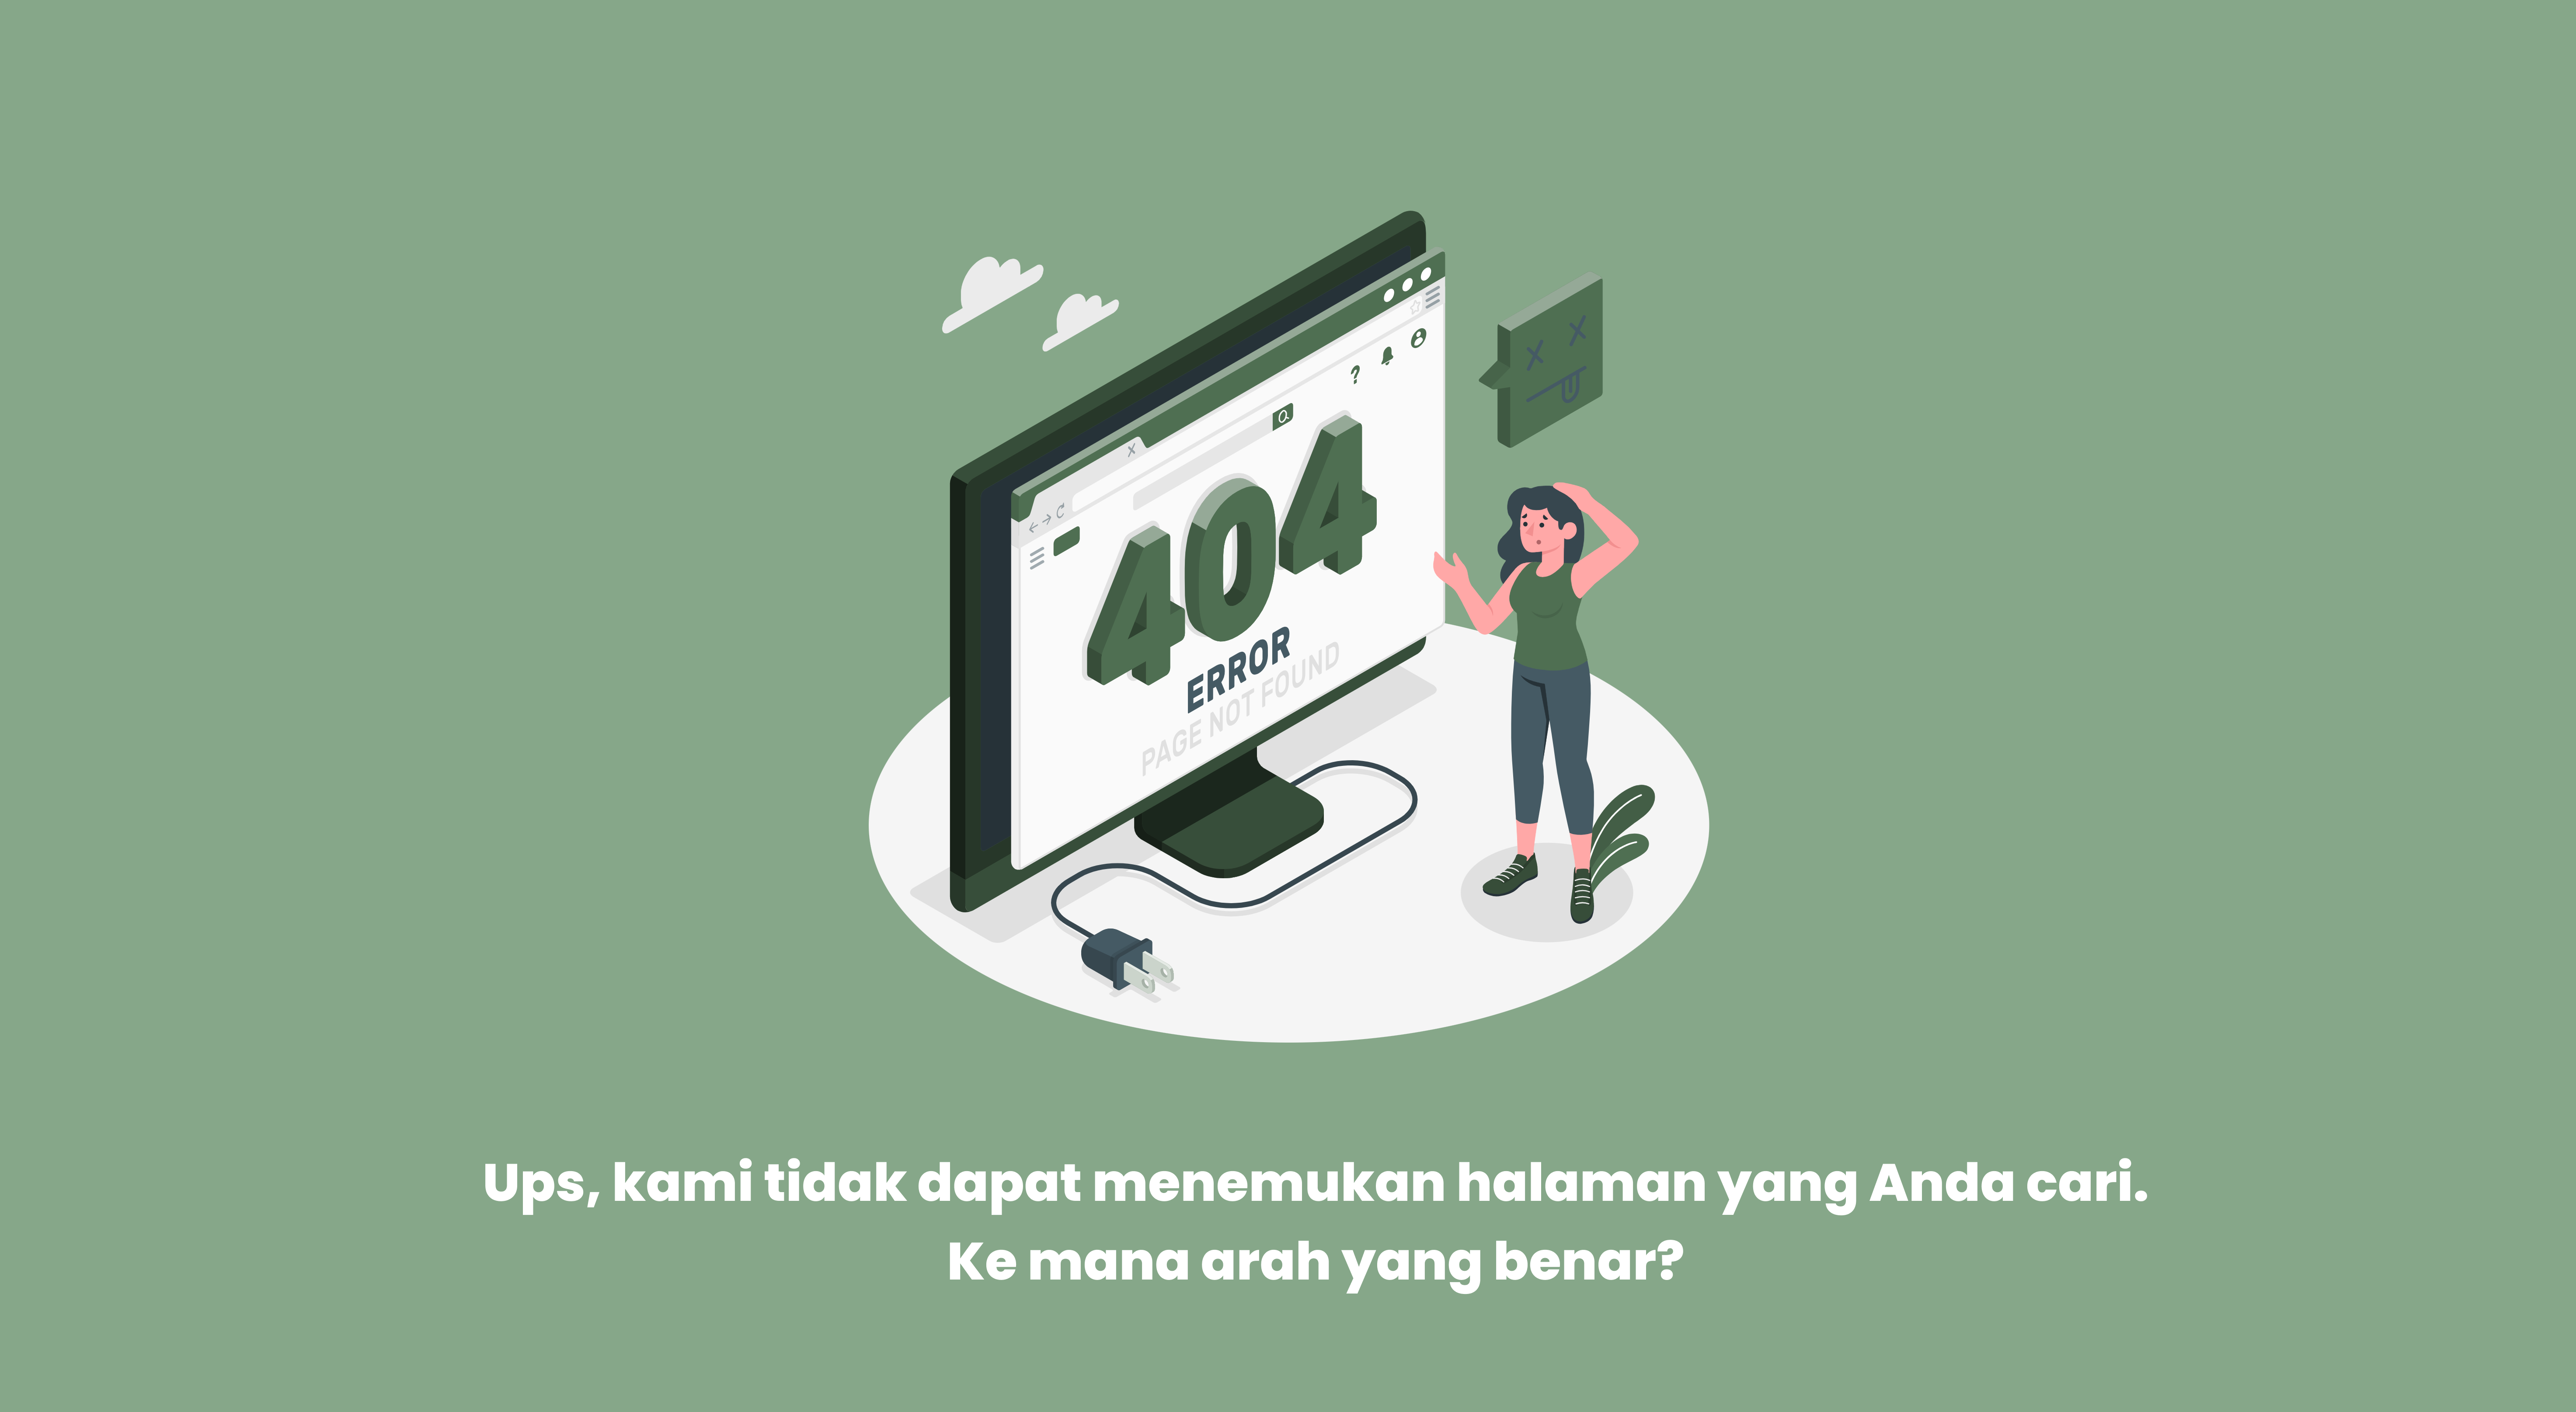 404
ERROR
PAGE NOT FOUND
Ups, kami tidak dapat menemukan halaman yang Anda cari.
Ke mana arah yang benar?